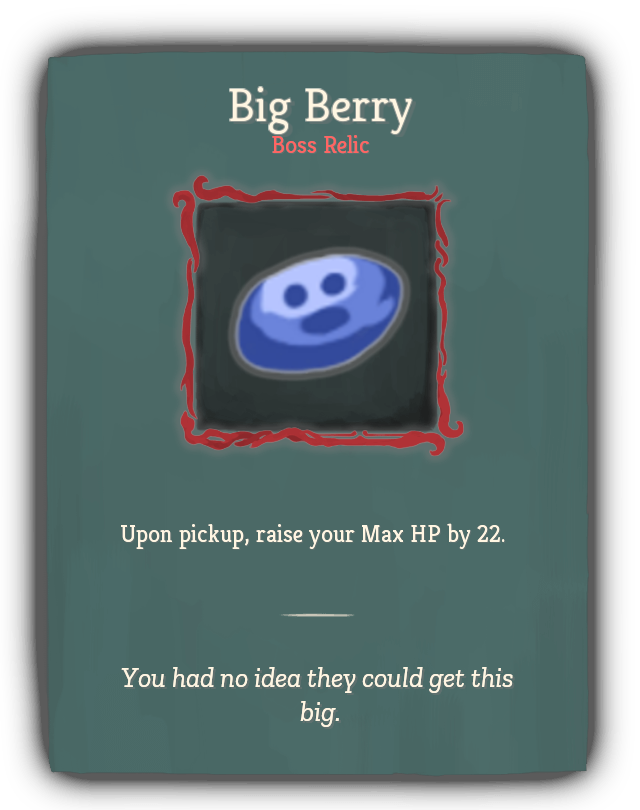 Big Berry
Boss Relic
Upon pickup, raise your Max HP by 22.
You had no idea they could get this
big.